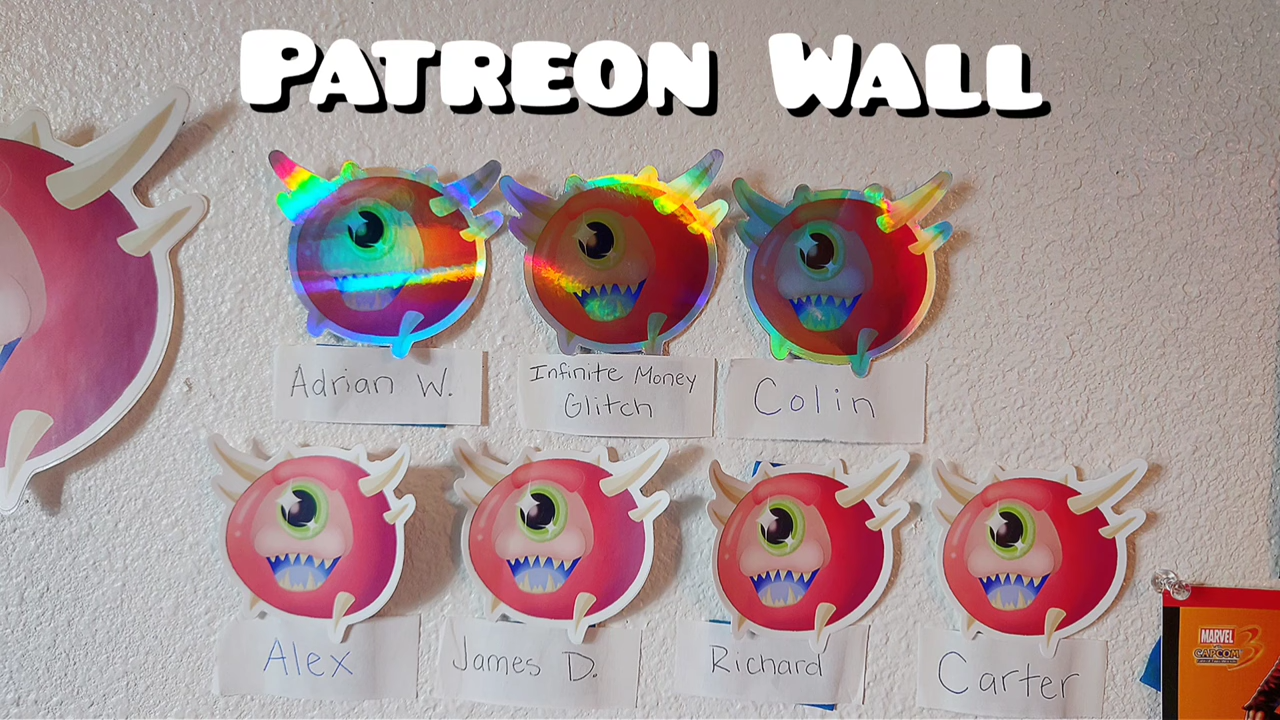 PATREON WALL
Adrian W.
Infinite Money
Glitch
Colin
Alex
James D.
Richard
Carter
MARVEL
CAPCOM 3